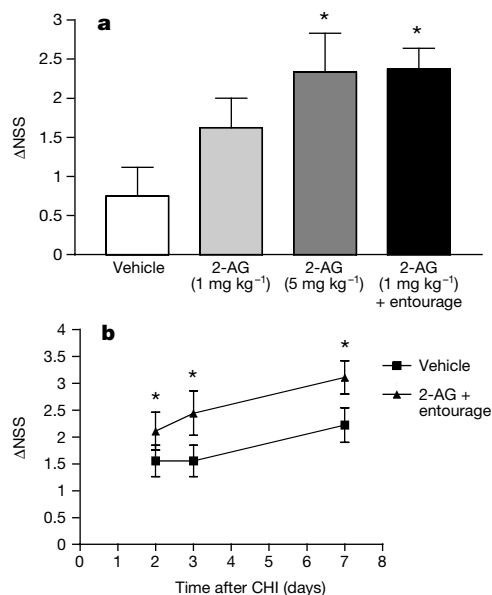 a
3
2.5
2
1.5
1
0.5
0
ΔNSS
*
*
Vehicle
2-AG
(1 mg kg⁻¹)
2-AG
(5 mg kg⁻¹)
2-AG
(1 mg kg⁻¹)
+ entourage
b
4
3.5
3
2.5
2
1.5
1
0.5
0
ΔNSS
*
*
*
Vehicle
2-AG +
entourage
0 1 2 3 4 5 6 7 8
Time after CHI (days)